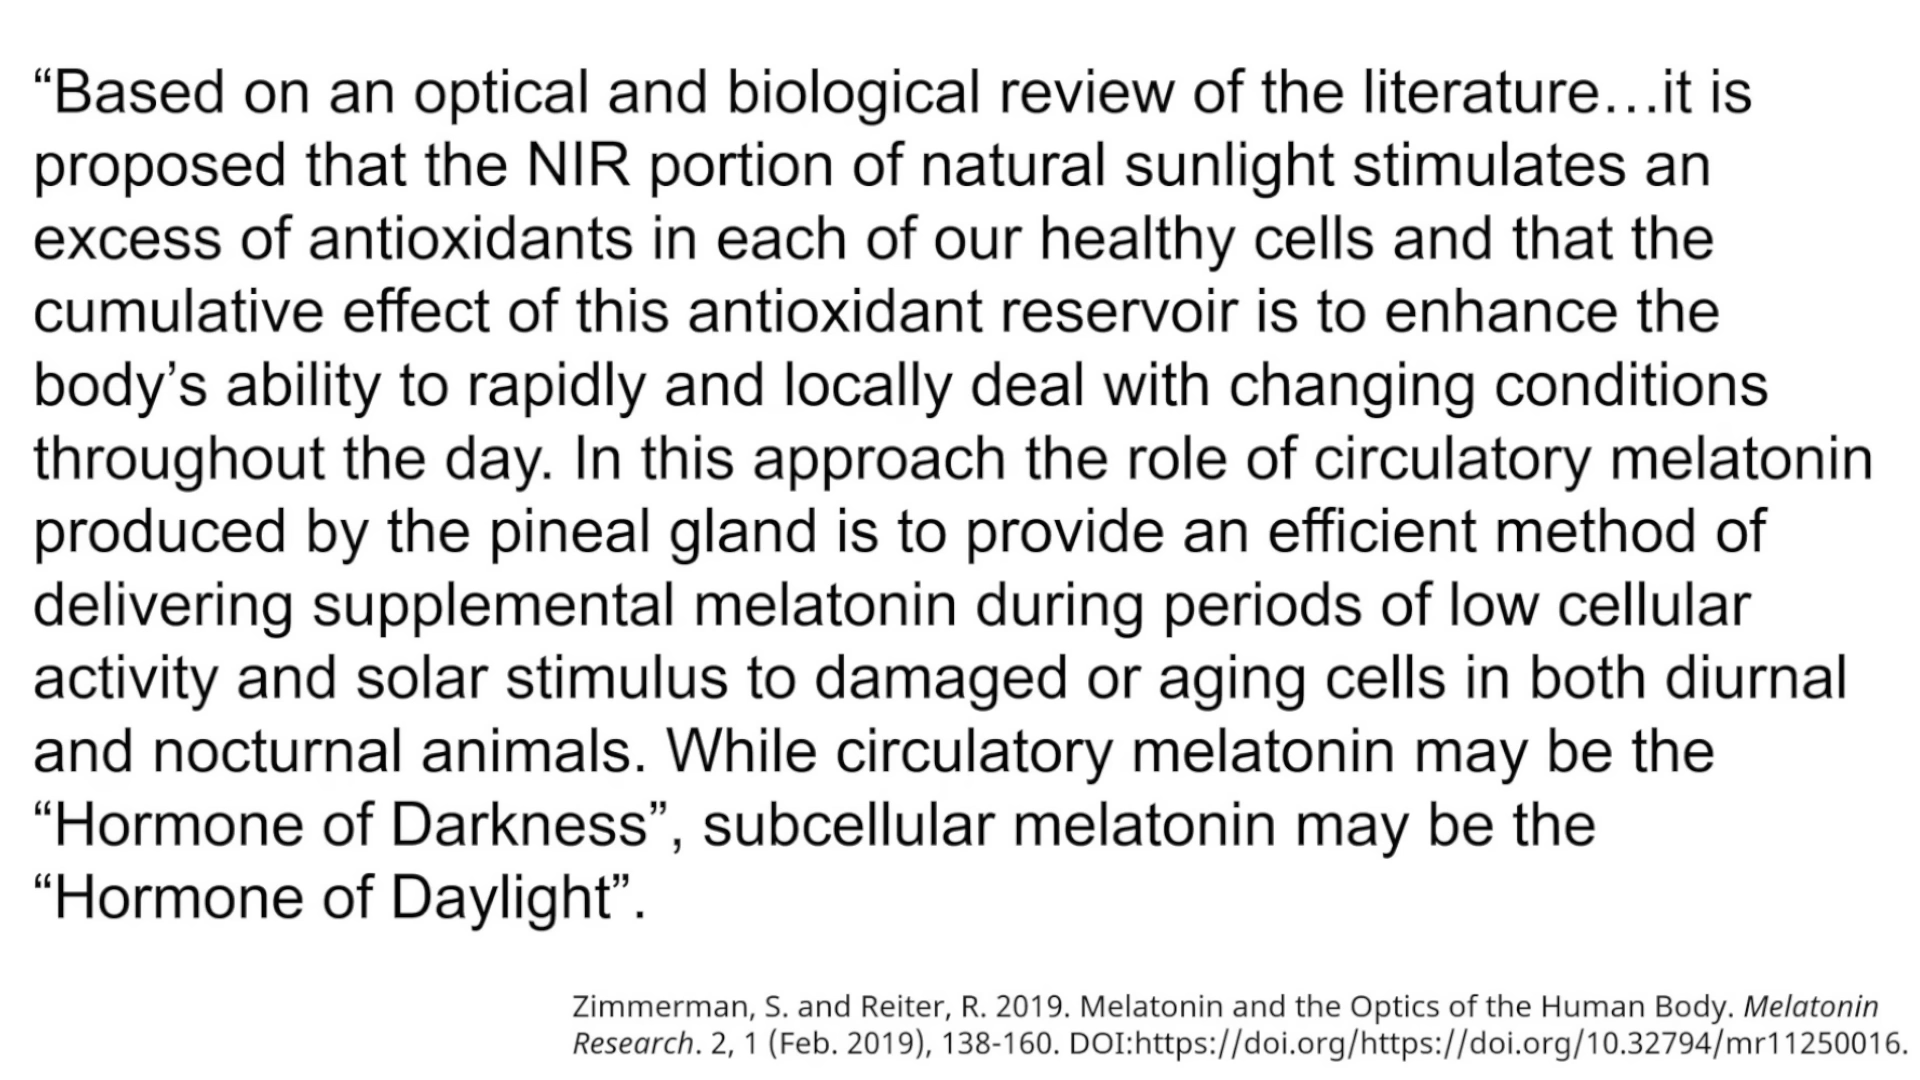 “Based on an optical and biological review of the literature…it is
proposed that the NIR portion of natural sunlight stimulates an
excess of antioxidants in each of our healthy cells and that the
cumulative effect of this antioxidant reservoir is to enhance the
body’s ability to rapidly and locally deal with changing conditions
throughout the day. In this approach the role of circulatory melatonin
produced by the pineal gland is to provide an efficient method of
delivering supplemental melatonin during periods of low cellular
activity and solar stimulus to damaged or aging cells in both diurnal
and nocturnal animals. While circulatory melatonin may be the
“Hormone of Darkness”, subcellular melatonin may be the
“Hormone of Daylight”.
Zimmerman, S. and Reiter, R. 2019. Melatonin and the Optics of the Human Body. Melatonin
Research. 2, 1 (Feb. 2019), 138-160. DOI:https://doi.org/https://doi.org/10.32794/mr11250016.